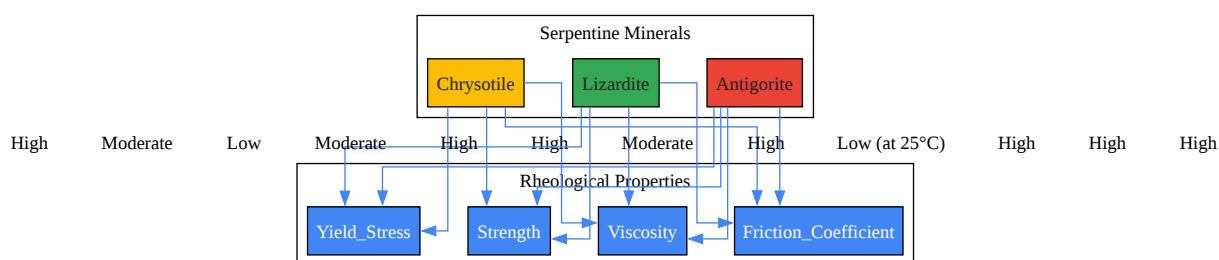 Serpentine Minerals
Chrysotile Lizardite Antigorite
High Moderate Low Moderate High High Moderate High Low (at 25°C) High High High
Rheological Properties
Yield_Stress Strength Viscosity Friction_Coefficient